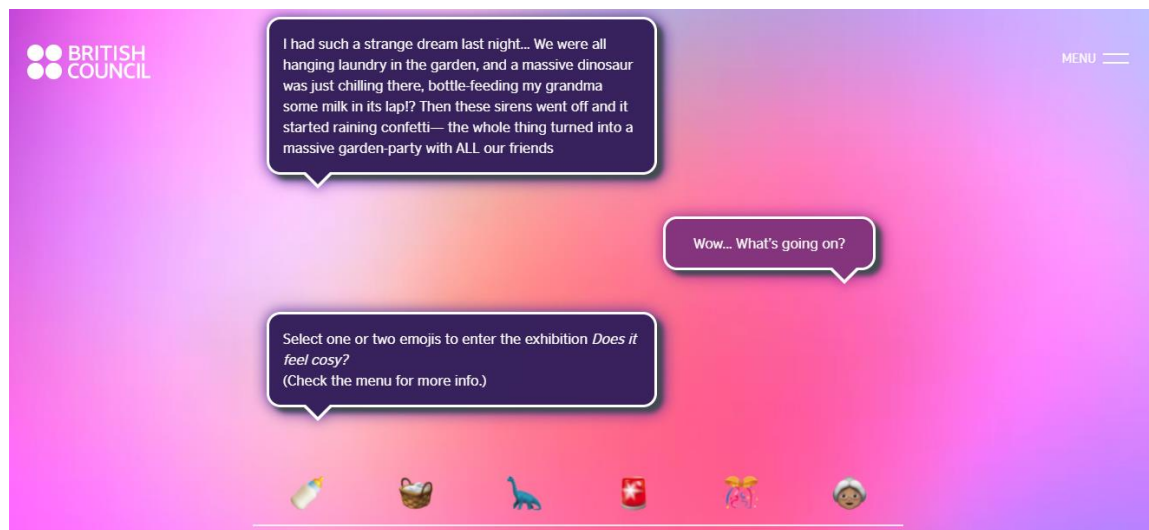 BRITISH
COUNCIL
MENU
I had such a strange dream last night... We were all
hanging laundry in the garden, and a massive dinosaur
was just chilling there, bottle-feeding my grandma
some milk in its lap!? Then these sirens went off and it
started raining confetti— the whole thing turned into a
massive garden-party with ALL our friends
Wow... What's going on?
Select one or two emojis to enter the exhibition Does it
feel cosy?
(Check the menu for more info.)